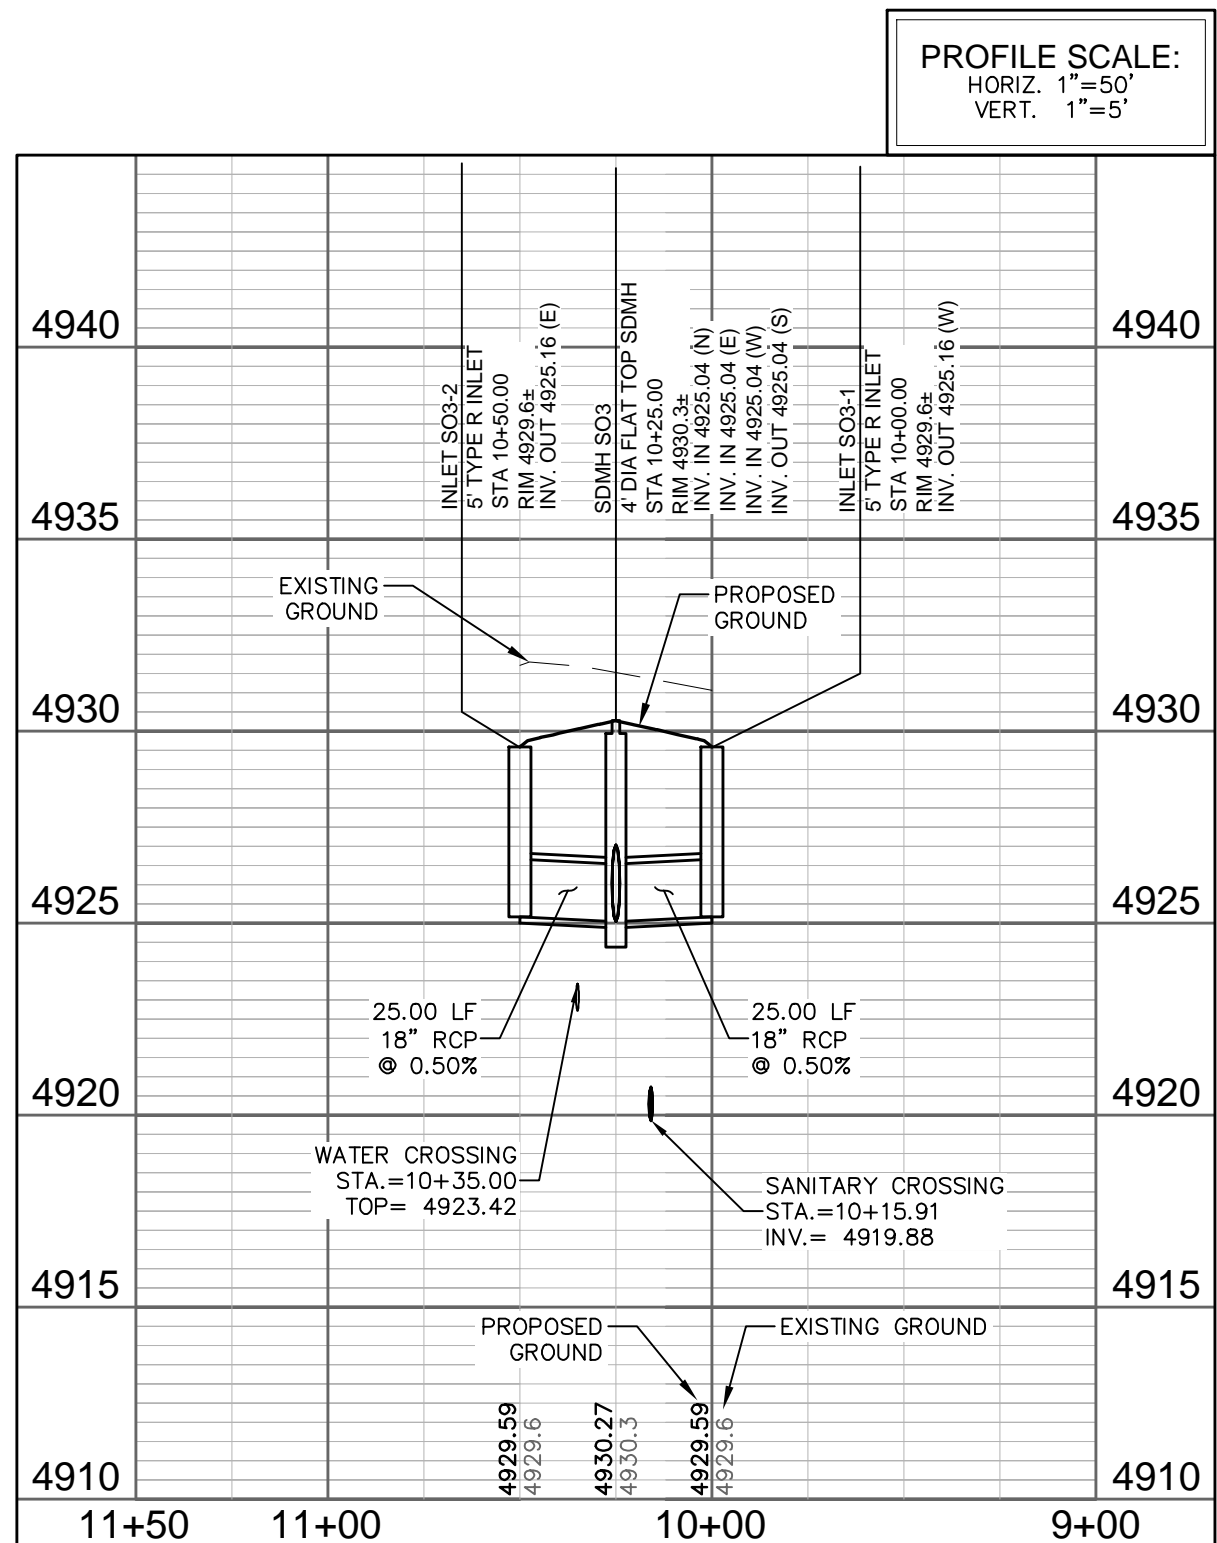 PROFILE SCALE:
HORIZ. 1"=50'
VERT. 1"=5'
4940
4940
4935
4935
4930
4930
4925
4925
4920
4920
4915
4915
4910
4910
INLET SO3-2
5' TYPE R INLET
STA 10+50.00
RIM 4929.6±
INV. OUT 4925.16 (E)
SDMH SO3
4' DIA FLAT TOP SDMH
STA 10+25.00
RIM 4930.3±
INV. IN 4925.04 (N)
INV. IN 4925.04 (E)
INV. IN 4925.04 (W)
INV. OUT 4925.04 (S)
INLET SO3-1
5' TYPE R INLET
STA 10+00.00
RIM 4929.6±
INV. OUT 4925.16 (W)
EXISTING
GROUND
PROPOSED
GROUND
25.00 LF
18" RCP
@ 0.50%
25.00 LF
18" RCP
@ 0.50%
WATER CROSSING
STA.=10+35.00
TOP= 4923.42
SANITARY CROSSING
STA.=10+15.91
INV.= 4919.88
PROPOSED
GROUND
EXISTING GROUND
4929.59
4929.6
4930.27
4930.3
4929.59
4929.6
11+50
11+00
10+00
9+00